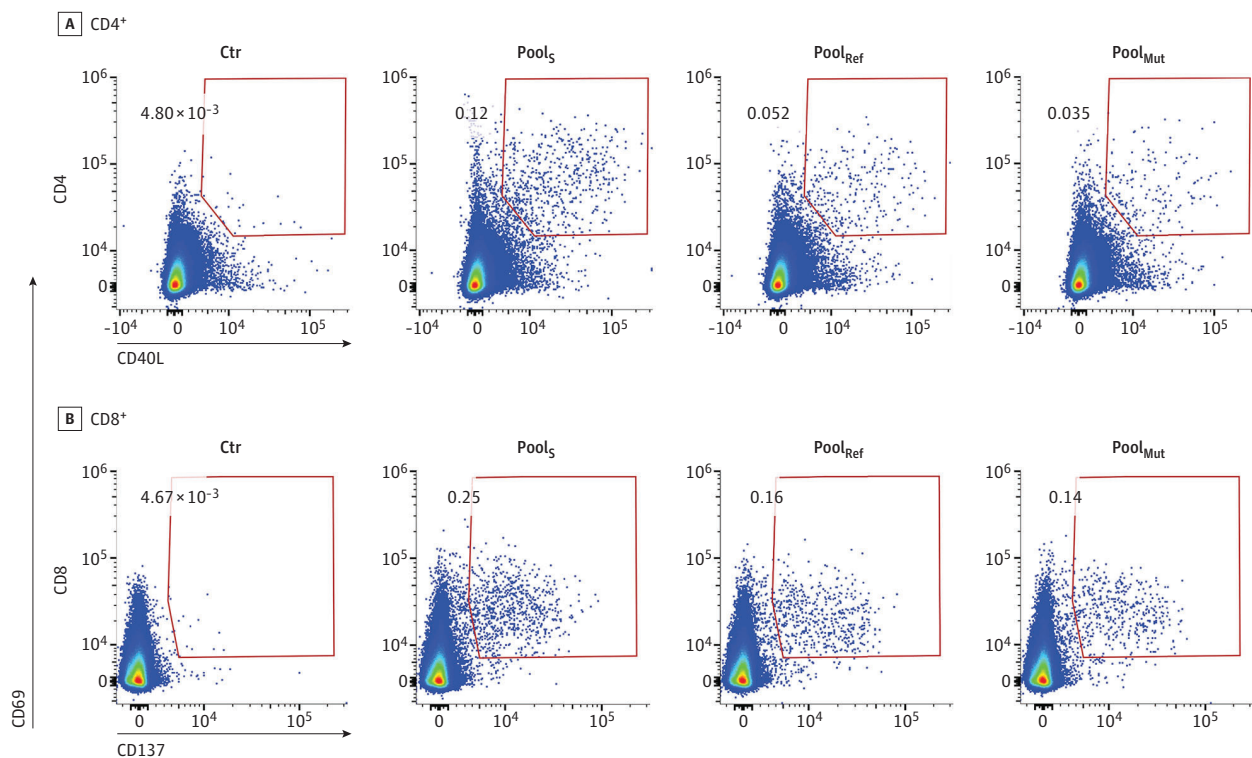 A CD4⁺
Ctr
Pool_S
Pool_Ref
Pool_Mut
10⁶
10⁵
10⁴
0
CD4
4.80 × 10⁻³
-10⁴ 0 10⁴ 10⁵
CD40L
10⁶
10⁵
10⁴
0
0.12
-10⁴ 0 10⁴ 10⁵
10⁶
10⁵
10⁴
0
0.052
-10⁴ 0 10⁴ 10⁵
10⁶
10⁵
10⁴
0
0.035
-10⁴ 0 10⁴ 10⁵
B CD8⁺
Ctr
Pool_S
Pool_Ref
Pool_Mut
10⁶
10⁵
10⁴
0
CD8
4.67 × 10⁻³
0 10⁴ 10⁵
CD137
10⁶
10⁵
10⁴
0
0.25
0 10⁴ 10⁵
10⁶
10⁵
10⁴
0
0.16
0 10⁴ 10⁵
10⁶
10⁵
10⁴
0
0.14
0 10⁴ 10⁵
CD69